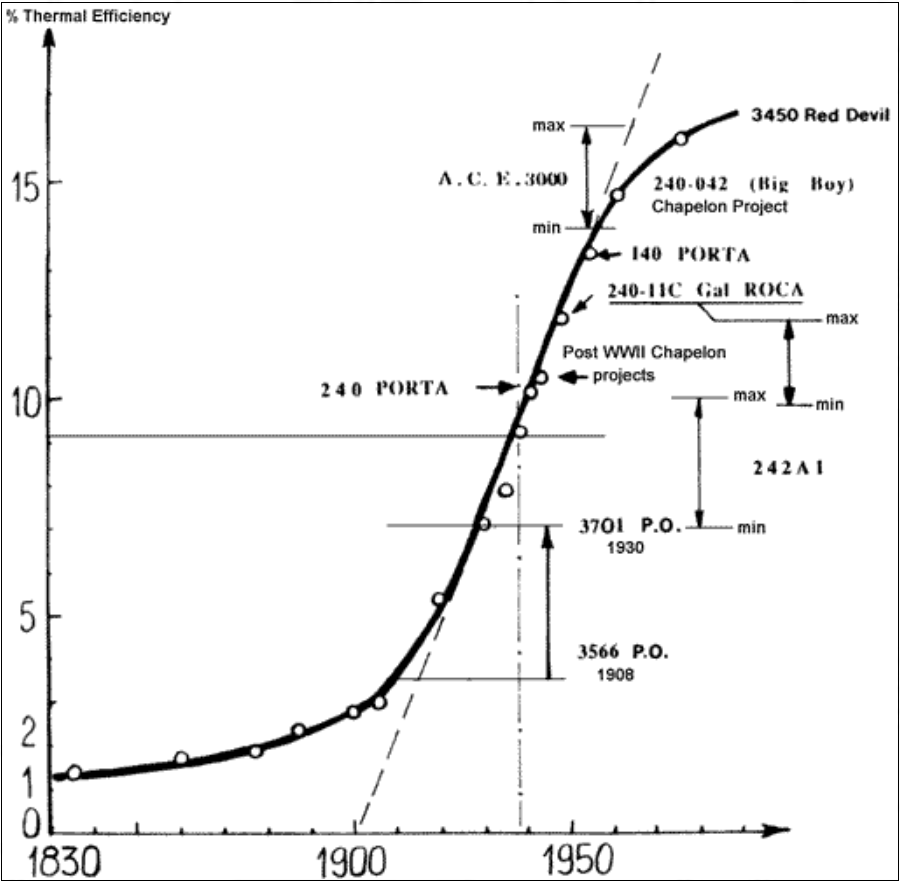 % Thermal Efficiency
3450 Red Devil
max
15
A.C.E.3000
240-042 (Big Boy)
Chapelon Project
min
140 PORTA
240-11C Gal ROCA
max
Post WWII Chapelon
projects
240 PORTA
10
max
min
242A1
3701 P.O.
1930
min
5
3566 P.O.
1908
2
1
0
1830
1900
1950